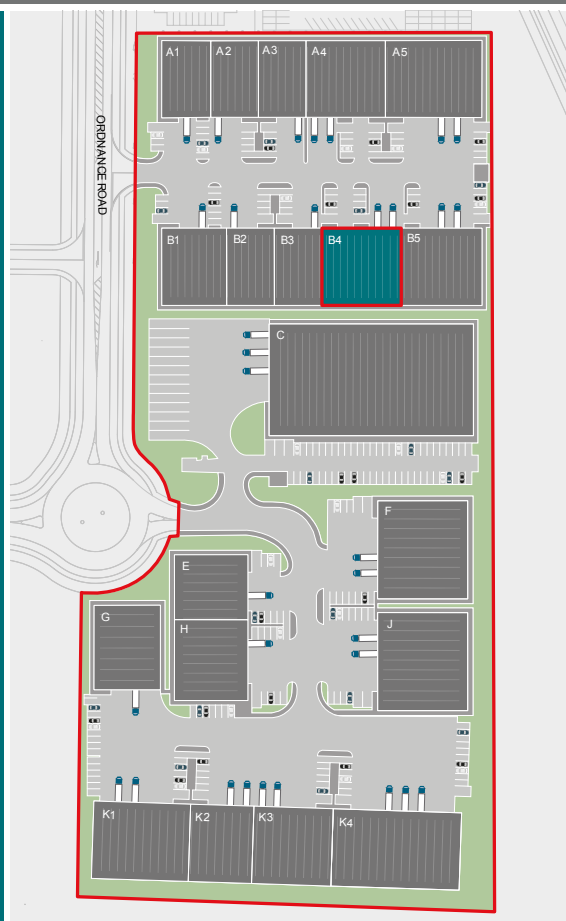 A1 A2 A3 A4 A5
ORDNANCE ROAD
B1 B2 B3 B4 B5
C
F
E
G
H
J
K1 K2 K3 K4